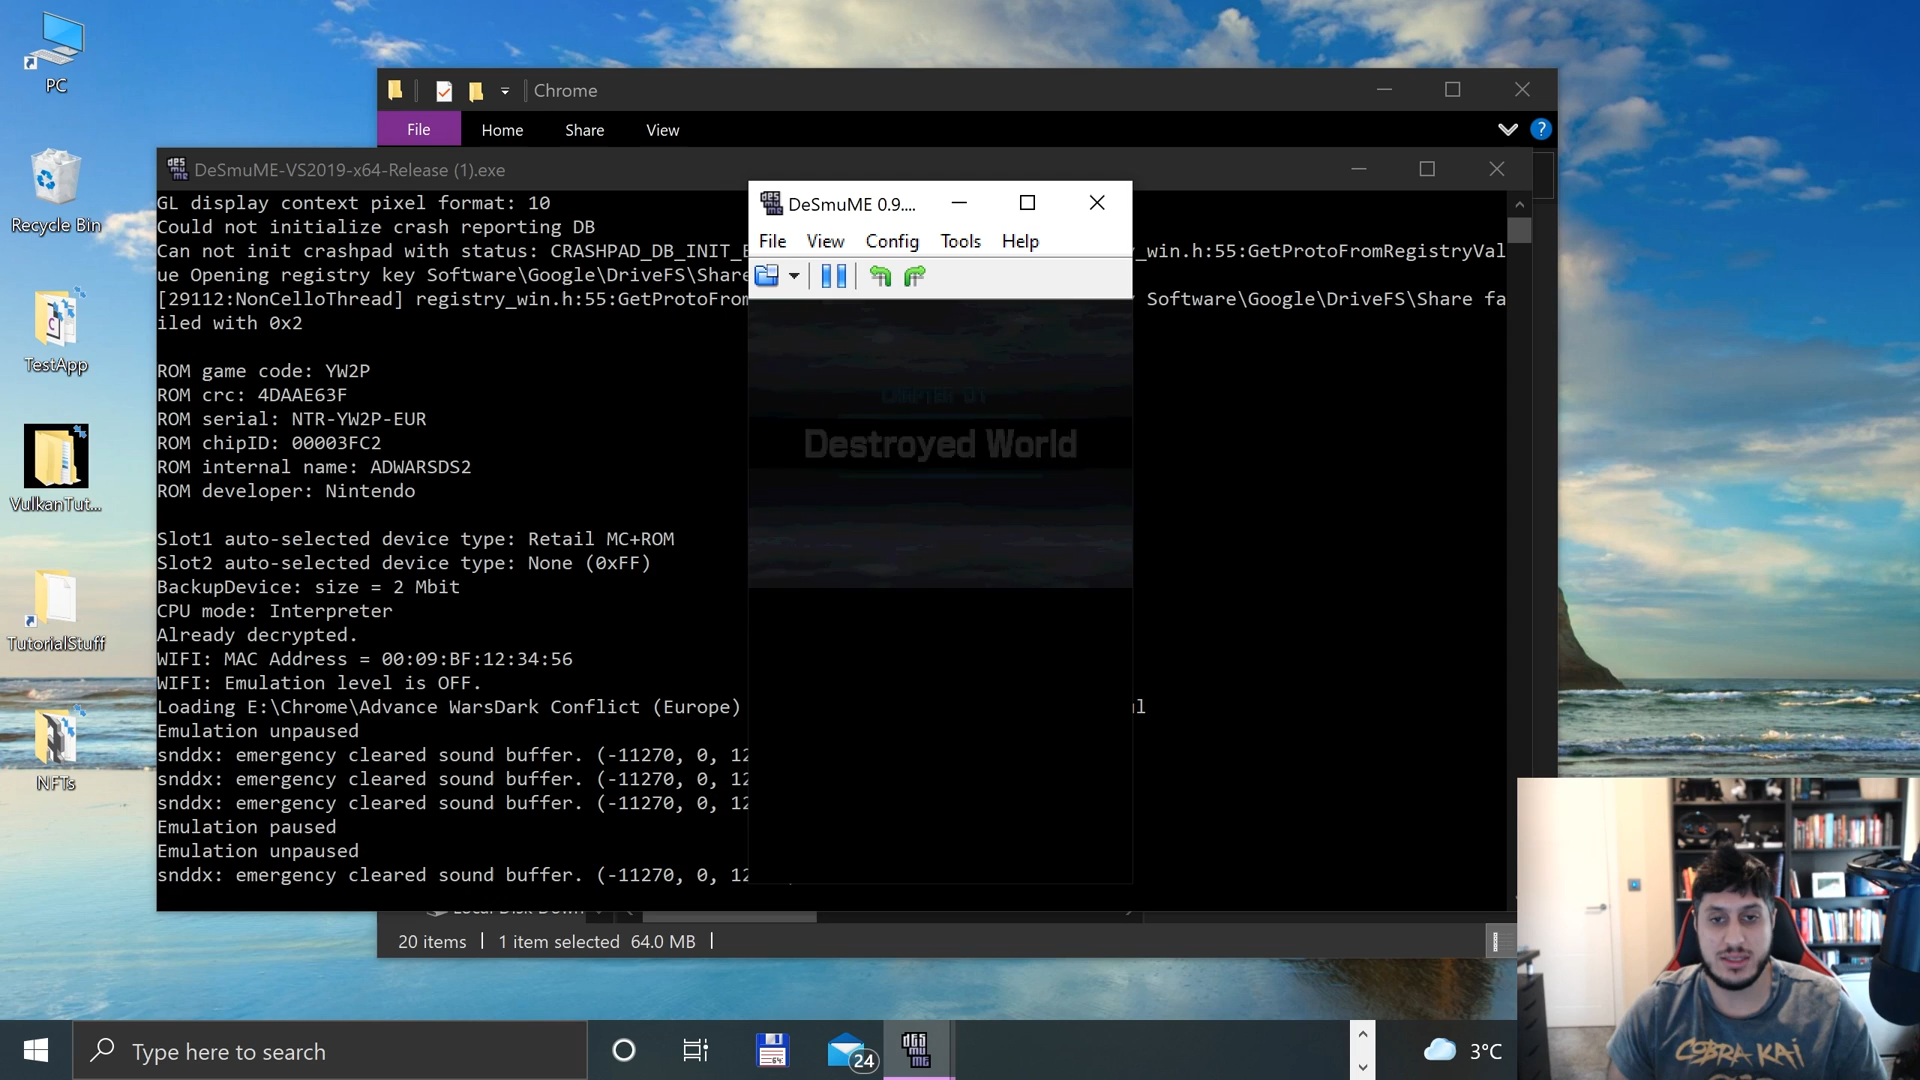 PC
Recycle Bin
TestApp
VulkanTut...
TutorialStuff
NFTs
Chrome
File Home Share View
?
DeSmuME-VS2019-x64-Release (1).exe
GL display context pixel format: 10
Could not initialize crash reporting DB
Can not init crashpad with status: CRASHPAD_DB_INIT_
_win.h:55:GetProtoFromRegistryVal
ue Opening registry key Software\Google\DriveFS\Share
[29112:NonCelloThread] registry_win.h:55:GetProtoFrom
Software\Google\DriveFS\Share fa
iled with 0x2
ROM game code: YW2P
ROM crc: 4DAAE63F
ROM serial: NTR-YW2P-EUR
ROM chipID: 00003FC2
ROM internal name: ADWARSDS2
ROM developer: Nintendo
Slot1 auto-selected device type: Retail MC+ROM
Slot2 auto-selected device type: None (0xFF)
BackupDevice: size = 2 Mbit
CPU mode: Interpreter
Already decrypted.
WIFI: MAC Address = 00:09:BF:12:34:56
WIFI: Emulation level is OFF.
Loading E:\Chrome\Advance WarsDark Conflict (Europe)
Emulation unpaused
snddx: emergency cleared sound buffer. (-11270, 0, 12
snddx: emergency cleared sound buffer. (-11270, 0, 12
snddx: emergency cleared sound buffer. (-11270, 0, 12
Emulation paused
Emulation unpaused
snddx: emergency cleared sound buffer. (-11270, 0, 12
DeSmuME 0.9....
File View Config Tools Help
Destroyed World
20 items 1 item selected 64.0 MB
Type here to search
64
24
3°C
COBRA KAI